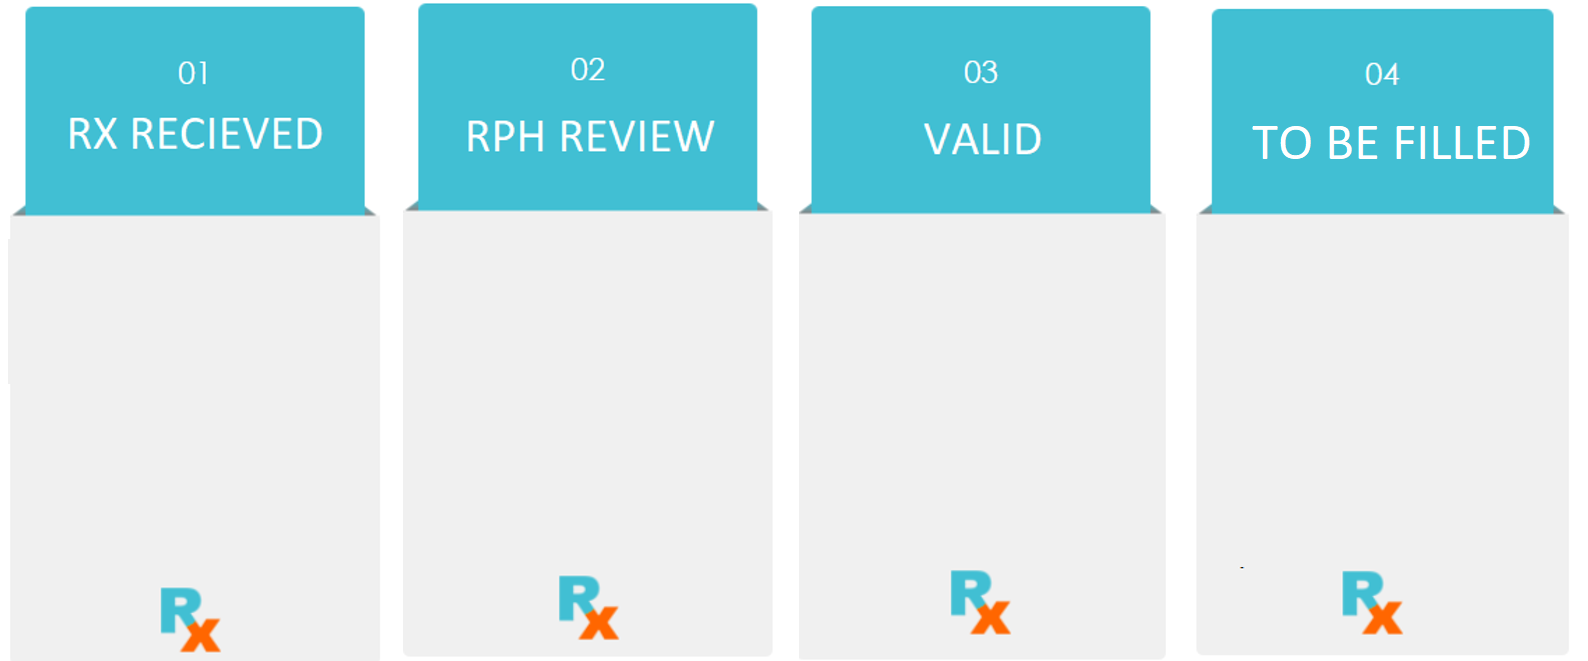 01
RX RECIEVED
02
RPH REVIEW
03
VALID
04
TO BE FILLED
Rx
Rx
Rx
Rx